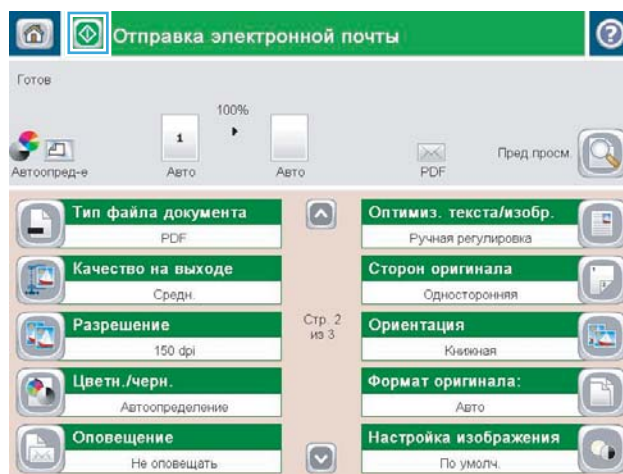 Отправка электронной почты
Готов
100%
1
Автоопред-е
Авто
Авто
PDF
Пред.просм.
Тип файла документа
PDF
Качество на выходе
Средн.
Разрешение
150 dpi
Цветн./черн.
Автоопределение
Оповещение
Не оповещать
Стр. 2
из 3
Оптимиз. текста/изобр.
Ручная регулировка
Сторон оригинала
Односторонняя
Ориентация
Книжная
Формат оригинала:
Авто
Настройка изображения
По умолч.